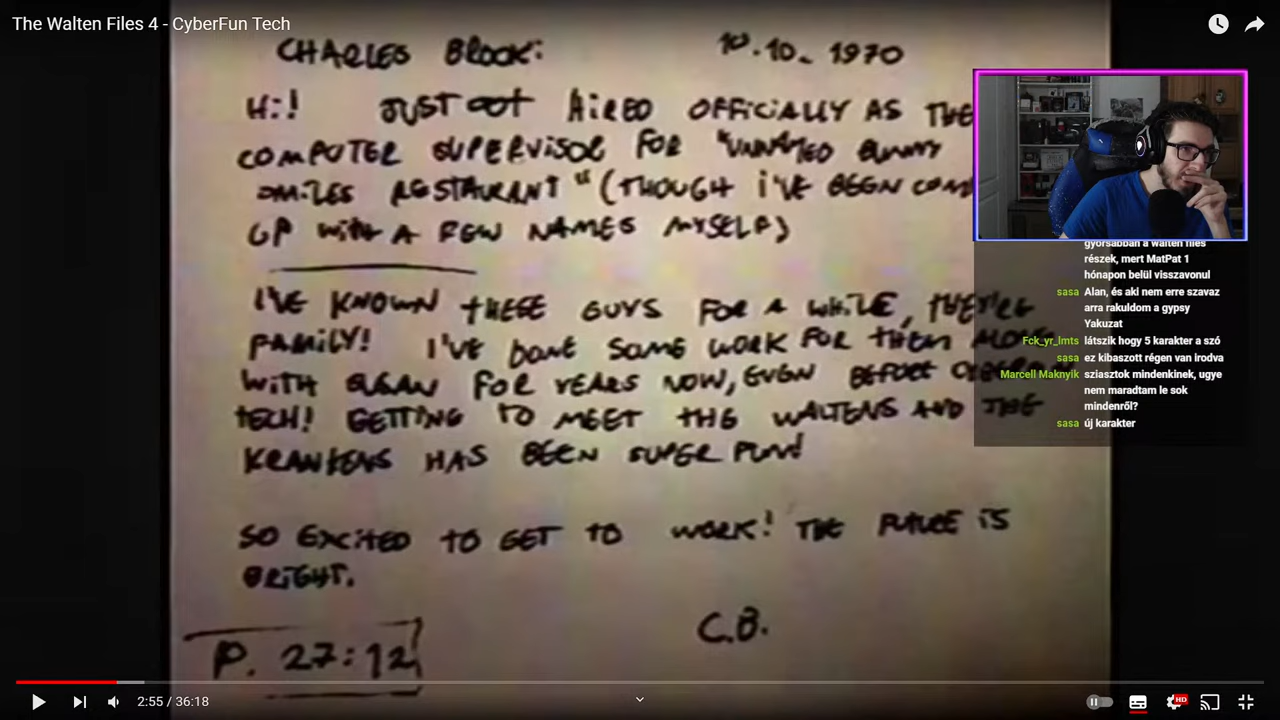 The Walten Files 4 - CyberFun Tech
CHARLES BROOK:
10.10. 1970
Hi! JUST GOT HIRED OFFICIALLY AS THE
COMPUTER SUPERVISOR FOR "UNNAMED BUNNY
SMILES RESTAURANT" (THOUGH I'VE BEEN COM
UP WITH A FEW NAMES MYSELF)
I'VE KNOWN THESE GUYS FOR A WHILE, THEY'RE
FAMILY! I'VE DONE SOME WORK FOR THEM ALONG
WITH SUSAN FOR YEARS NOW, EVEN BEFORE CYBERFUN
TECH! GETTING TO MEET THE WALTENS AND THE
KRANKENS HAS BEEN SUPER FUN!
SO EXCITED TO GET TO WORK! THE FUTURE IS
BRIGHT.
C.B.
P. 27:12
gyorsabban a walten files
részek, mert MatPat 1
hónapon belül visszavonul
sasa Alan, és aki nem erre szavaz
arra rakuldom a gypsy
Yakuzat
Fck_yr_lmts látszik hogy 5 karakter a szó
sasa ez kibaszott régen van irodva
Marcell Maknyik sziasztok mindenkinek, ugye
nem maradtam le sok
mindenről?
sasa új karakter
2:55 / 36:18
HD